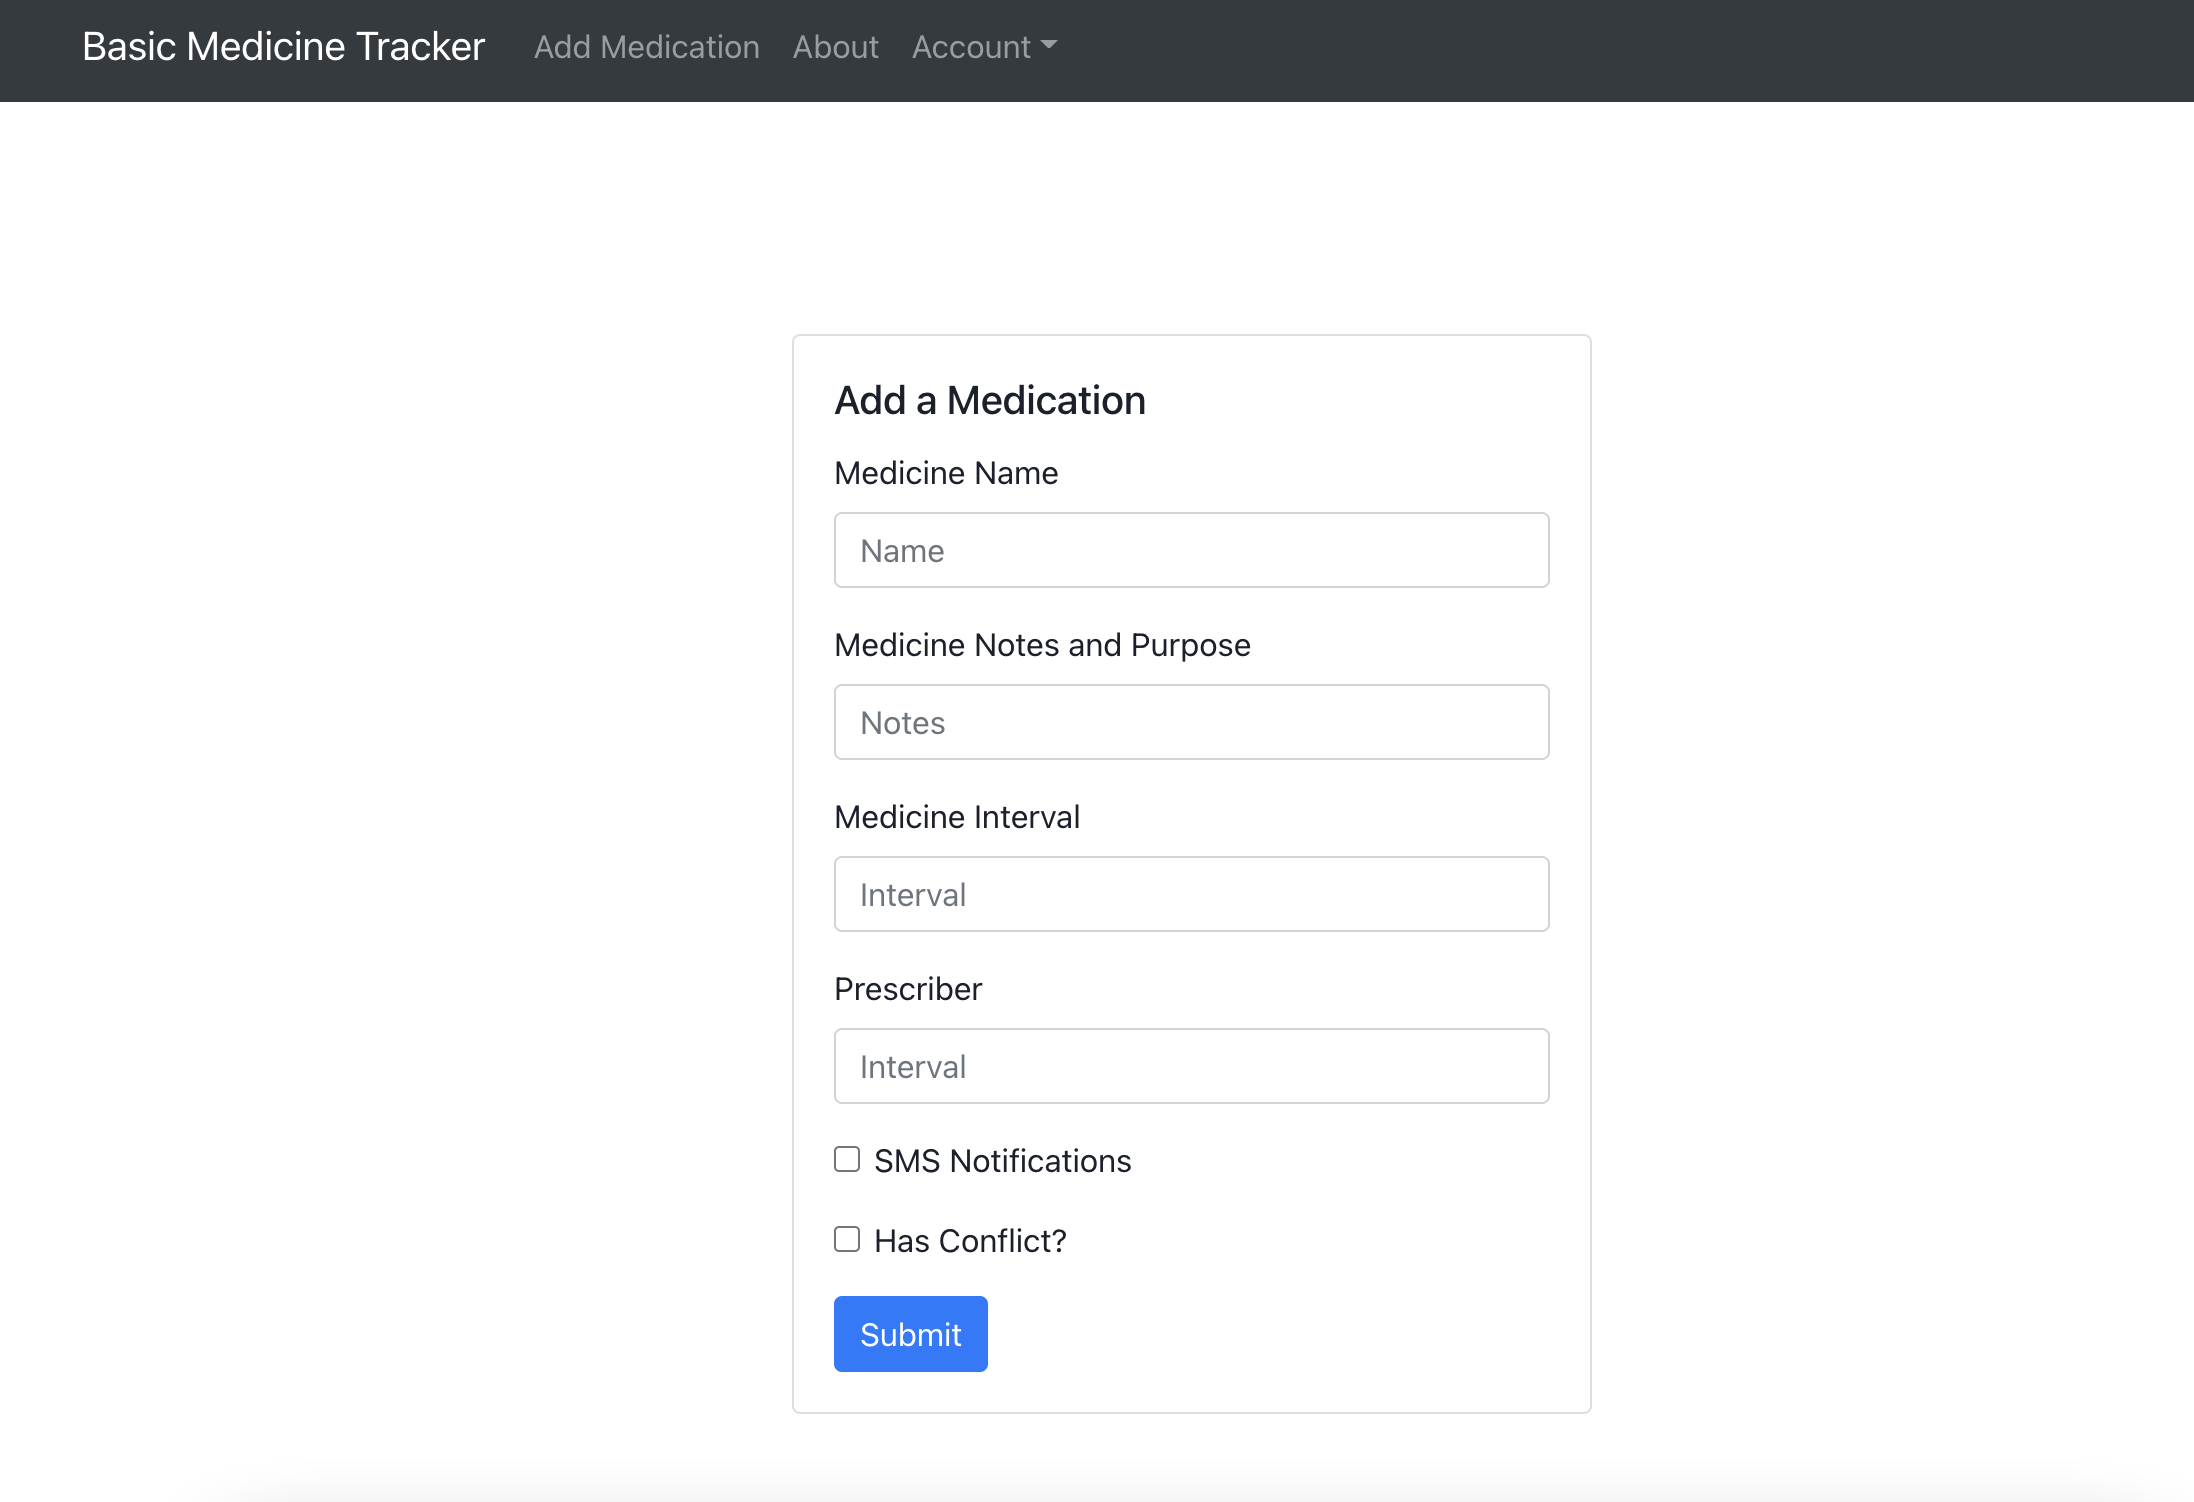 Basic Medicine Tracker Add Medication About Account
Add a Medication
Medicine Name
Name
Medicine Notes and Purpose
Notes
Medicine Interval
Interval
Prescriber
Interval
SMS Notifications
Has Conflict?
Submit